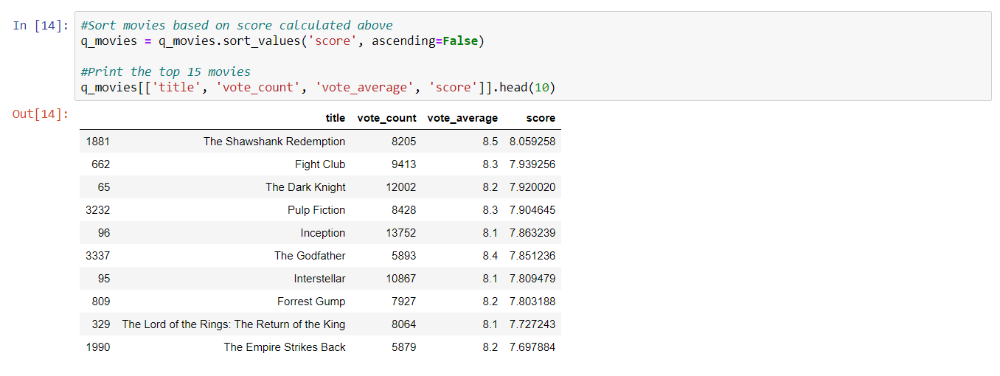 In [14]: #Sort movies based on score calculated above
q_movies = q_movies.sort_values('score', ascending=False)
#Print the top 15 movies
q_movies[['title', 'vote_count', 'vote_average', 'score']].head(10)
Out[14]:
title vote_count vote_average score
1881 The Shawshank Redemption 8205 8.5 8.059258
662 Fight Club 9413 8.3 7.939256
65 The Dark Knight 12002 8.2 7.920020
3232 Pulp Fiction 8428 8.3 7.904645
96 Inception 13752 8.1 7.863239
3337 The Godfather 5893 8.4 7.851236
95 Interstellar 10867 8.1 7.809479
809 Forrest Gump 7927 8.2 7.803188
329 The Lord of the Rings: The Return of the King 8064 8.1 7.727243
1990 The Empire Strikes Back 5879 8.2 7.697884